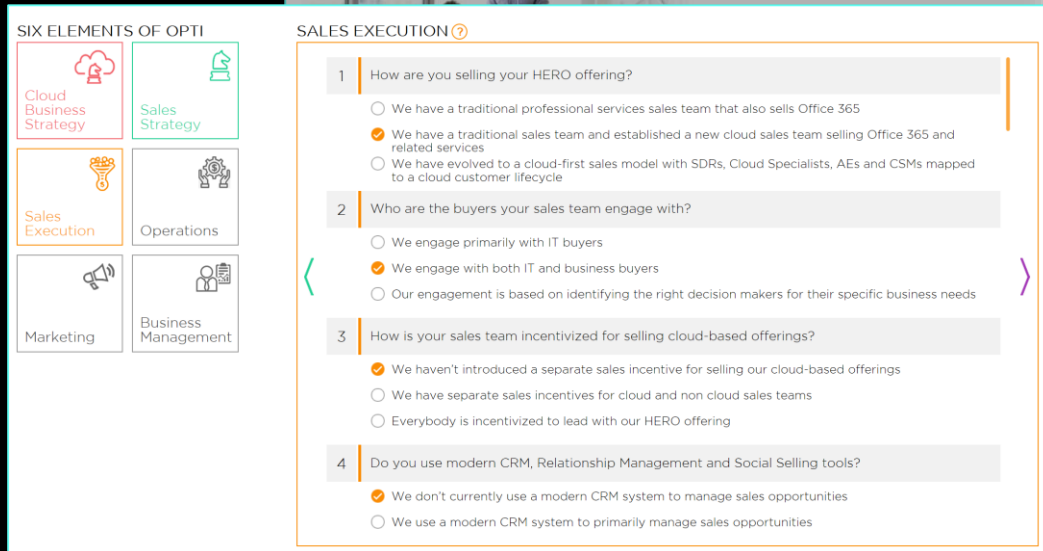 SIX ELEMENTS OF OPTI
Cloud
Business
Strategy
Sales
Strategy
Sales
Execution
Operations
Marketing
Business
Management
SALES EXECUTION ?
1 How are you selling your HERO offering?
We have a traditional professional services sales team that also sells Office 365
We have a traditional sales team and established a new cloud sales team selling Office 365 and
related services
We have evolved to a cloud-first sales model with SDRs, Cloud Specialists, AEs and CSMs mapped
to a cloud customer lifecycle
2 Who are the buyers your sales team engage with?
We engage primarily with IT buyers
We engage with both IT and business buyers
Our engagement is based on identifying the right decision makers for their specific business needs
3 How is your sales team incentivized for selling cloud-based offerings?
We haven't introduced a separate sales incentive for selling our cloud-based offerings
We have separate sales incentives for cloud and non cloud sales teams
Everybody is incentivized to lead with our HERO offering
4 Do you use modern CRM, Relationship Management and Social Selling tools?
We don't currently use a modern CRM system to manage sales opportunities
We use a modern CRM system to primarily manage sales opportunities